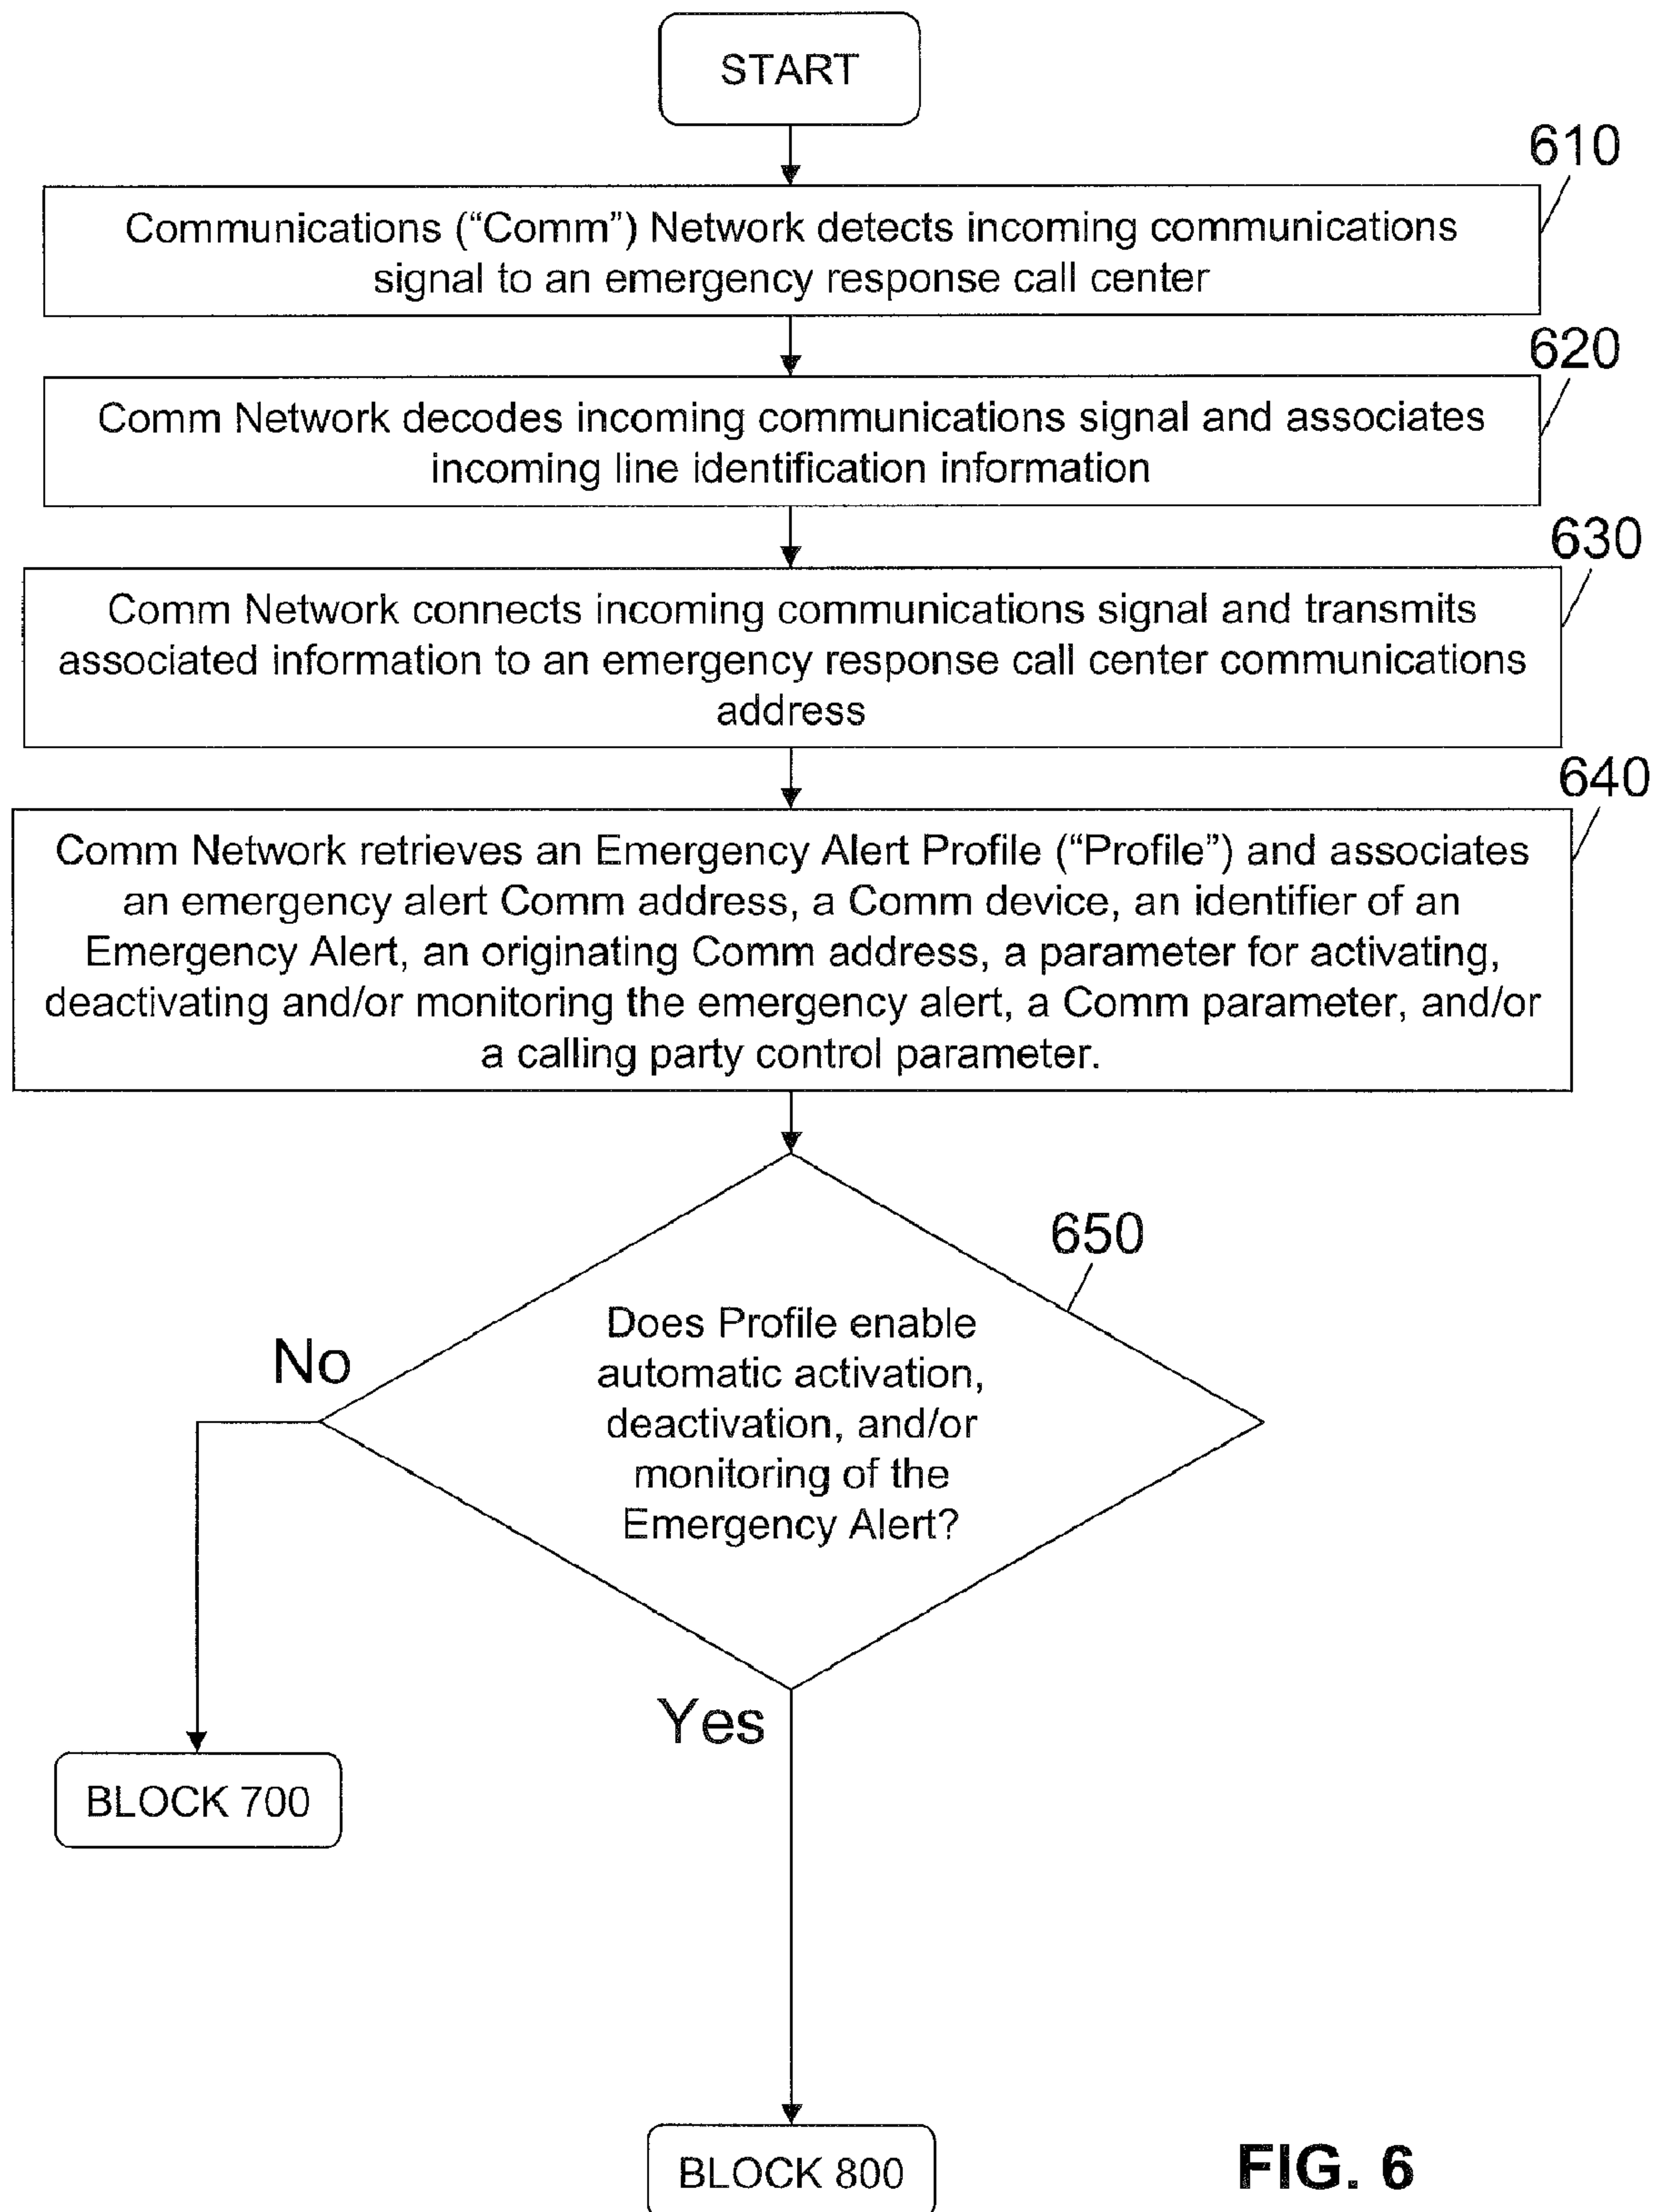 START
610
Communications (“Comm”) Network detects incoming communications
signal to an emergency response call center
620
Comm Network decodes incoming communications signal and associates
incoming line identification information
630
Comm Network connects incoming communications signal and transmits
associated information to an emergency response call center communications
address
640
Comm Network retrieves an Emergency Alert Profile (“Profile”) and associates
an emergency alert Comm address, a Comm device, an identifier of an
Emergency Alert, an originating Comm address, a parameter for activating,
deactivating and/or monitoring the emergency alert, a Comm parameter, and/or
a calling party control parameter.
650
Does Profile enable
automatic activation,
deactivation, and/or
monitoring of the
Emergency Alert?
No
Yes
BLOCK 700
BLOCK 800
FIG. 6